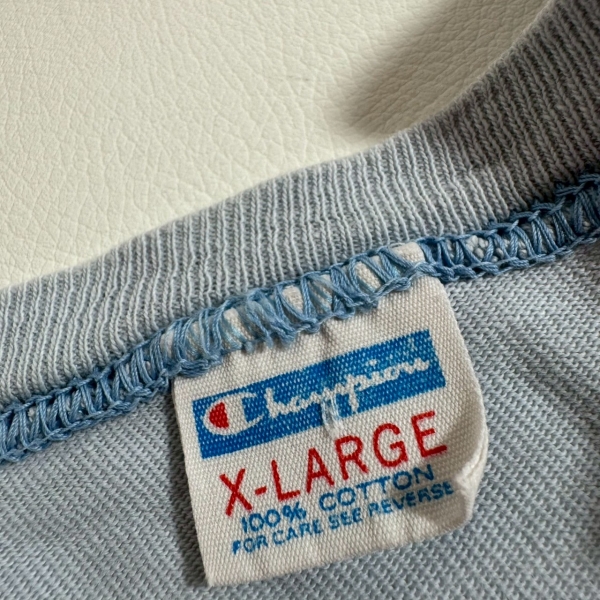 Champion
X-LARGE
100% COTTON
FOR CARE SEE REVERSE